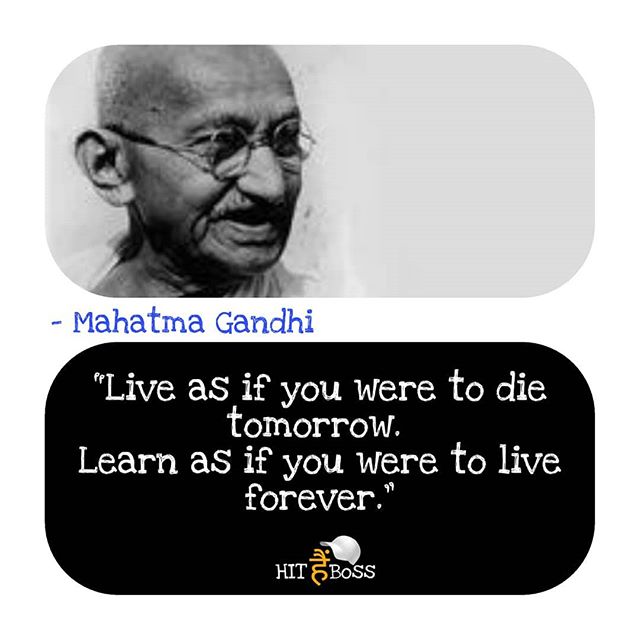 - Mahatma Gandhi
"Live as if you were to die
tomorrow.
Learn as if you were to live
forever."
HIT है BOSS